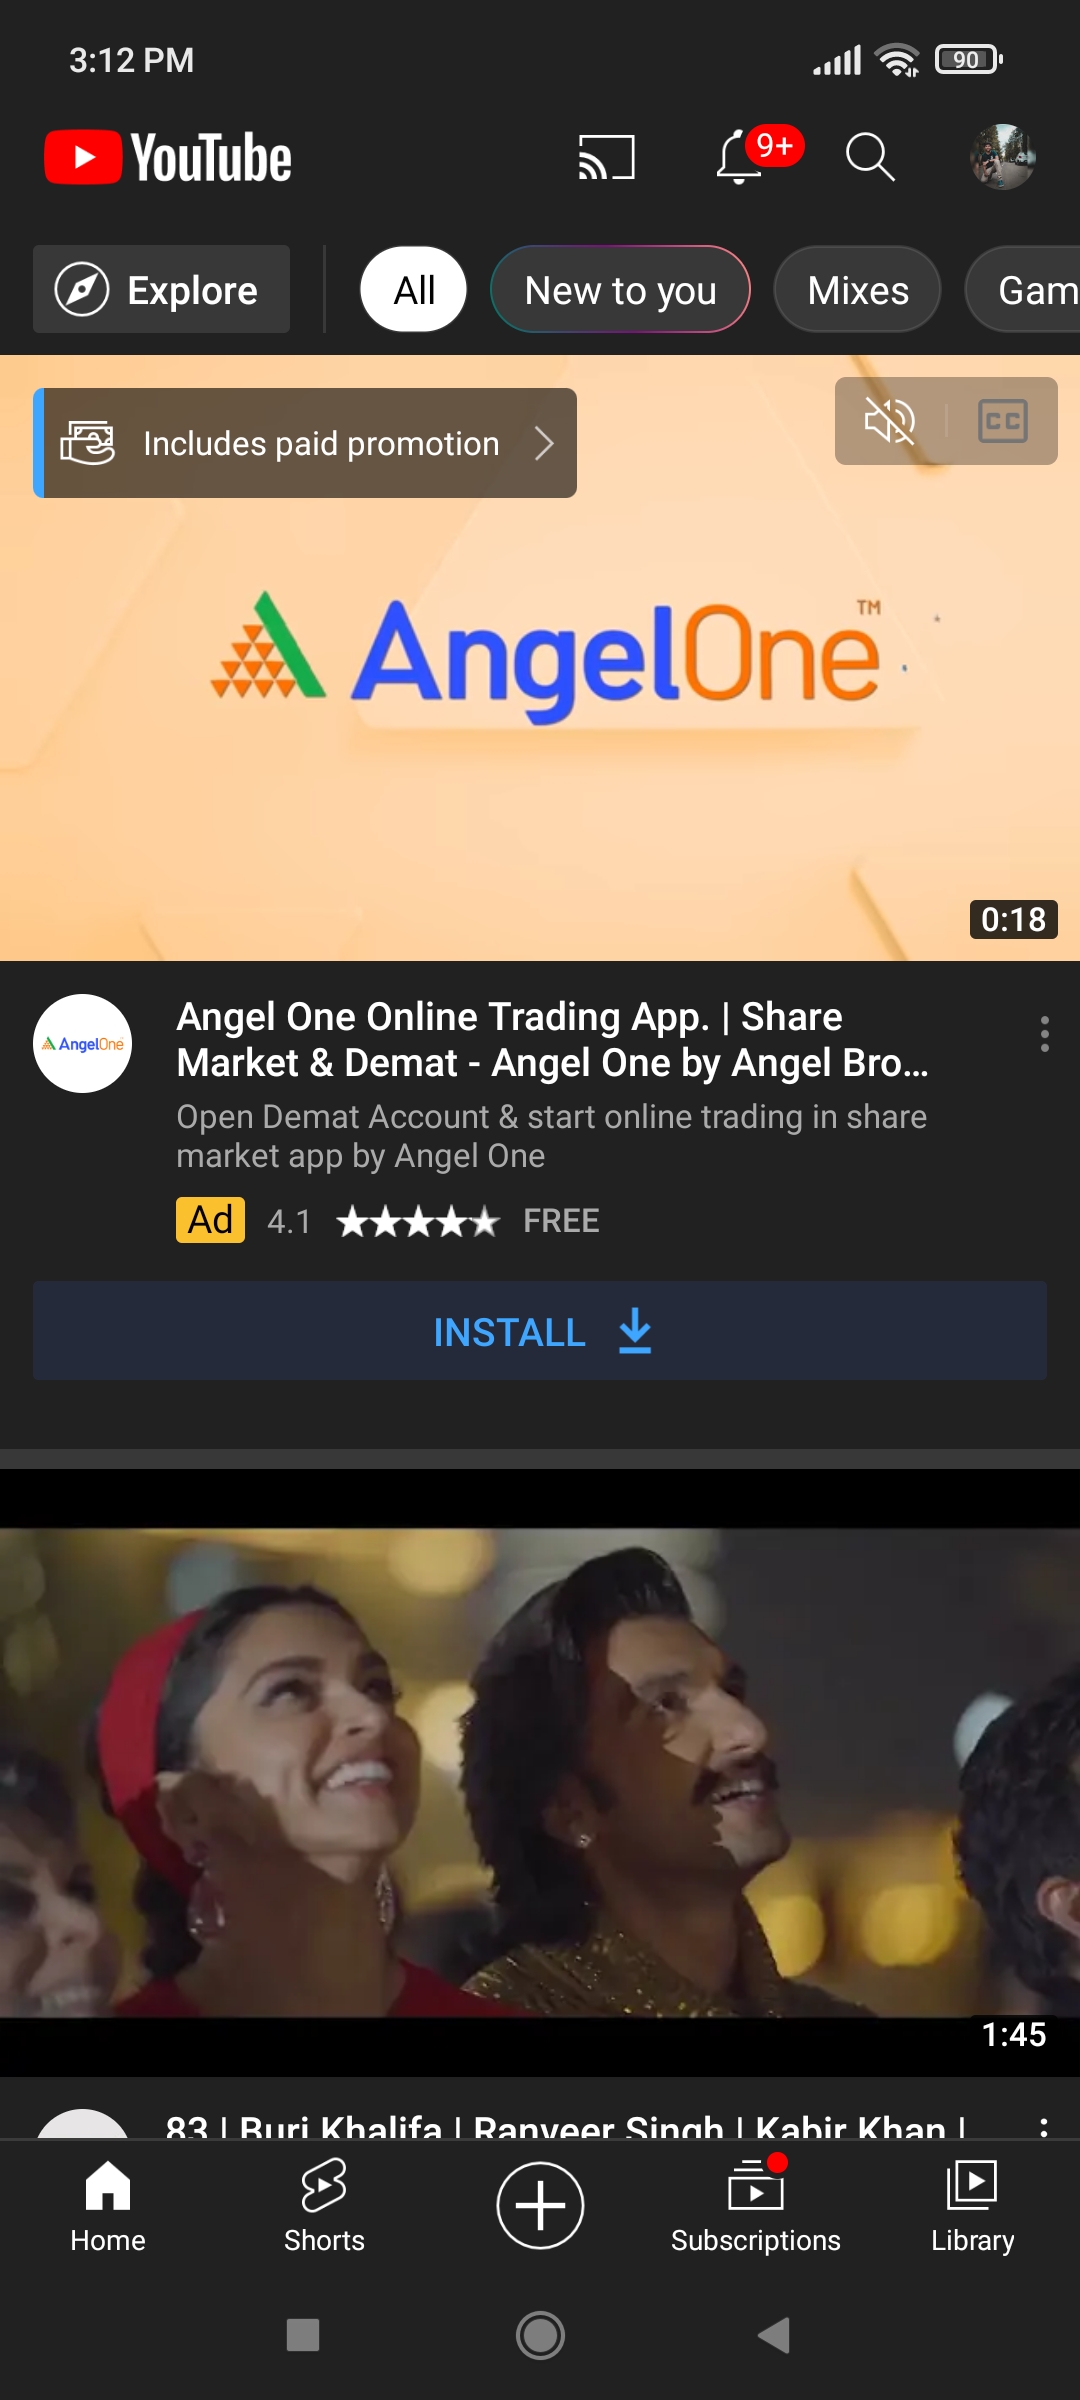 3:12 PM
90
YouTube
9+
Explore
All
New to you
Mixes
Gam
Includes paid promotion
CC
AngelOne™
0:18
AngelOne
Angel One Online Trading App. | Share
Market & Demat - Angel One by Angel Bro...
Open Demat Account & start online trading in share
market app by Angel One
Ad 4.1 FREE
INSTALL
1:45
83 | Burj Khalifa | Ranveer Singh | Kabir Khan |
Home
Shorts
Subscriptions
Library